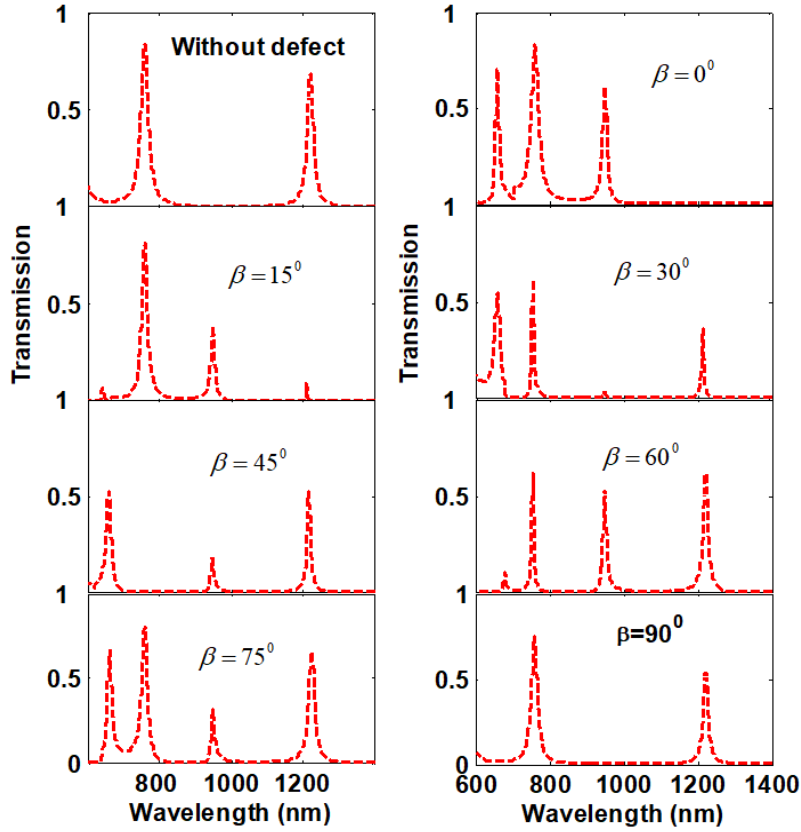 1
Without defect
0.5
1
β = 15⁰
0.5
1
β = 45⁰
0.5
1
β = 75⁰
0.5
0
800 1000 1200
Wavelength (nm)
Transmission
1
β = 0⁰
0.5
1
β = 30⁰
0.5
1
β = 60⁰
0.5
1
β=90⁰
0.5
0
600 800 1000 1200 1400
Wavelength (nm)
Transmission